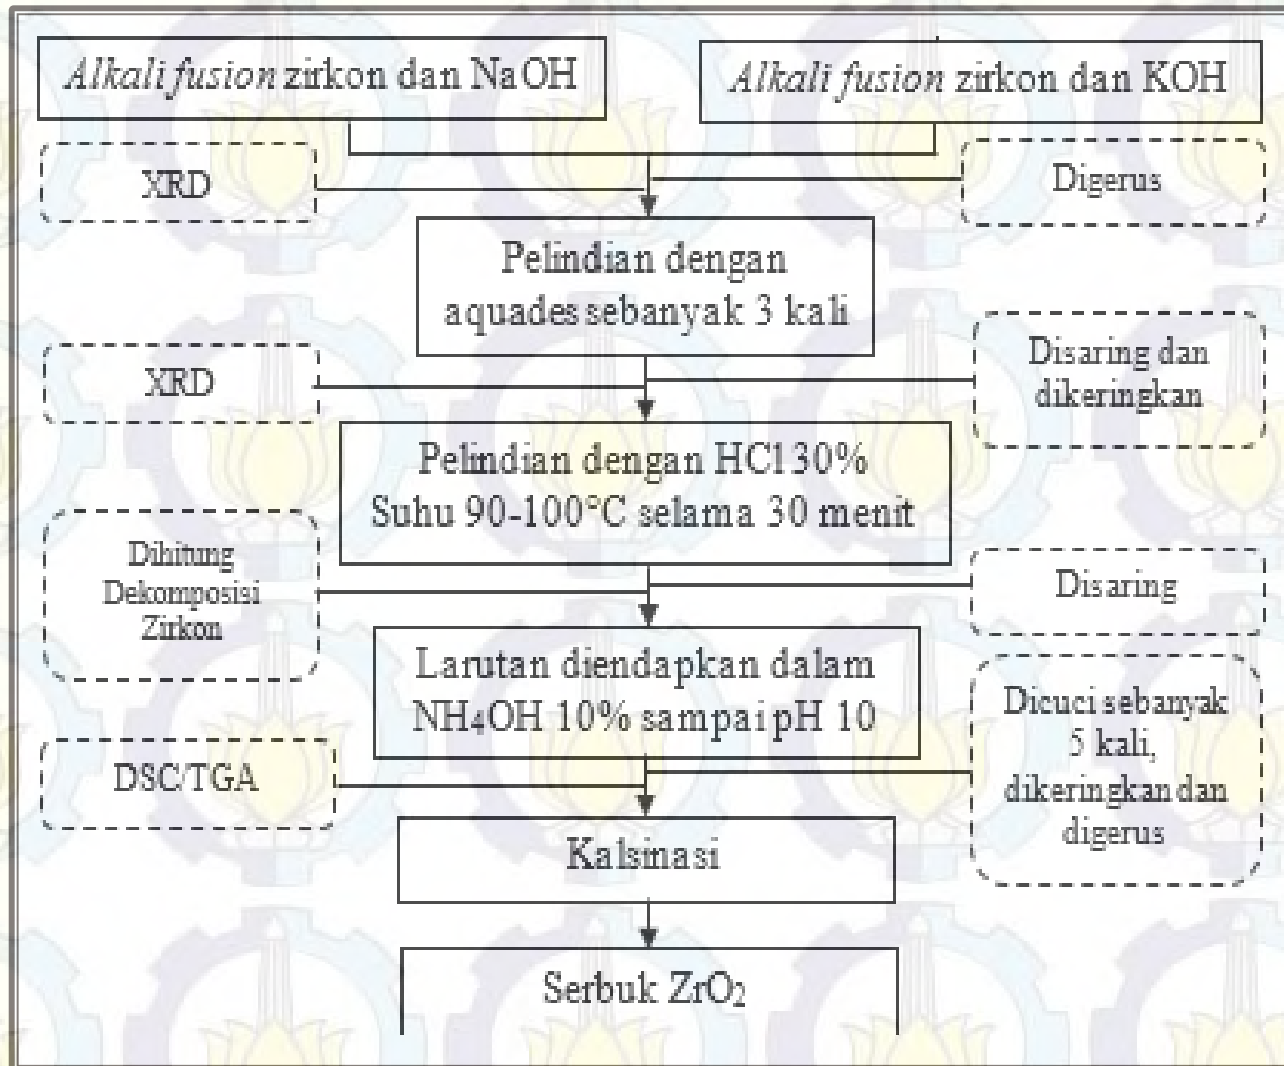 Alkali fusion zirkon dan NaOH
Alkali fusion zirkon dan KOH
XRD
Digerus
Pelindian dengan
aquades sebanyak 3 kali
XRD
Disaring dan
dikeringkan
Pelindian dengan HCl 30%
Suhu 90-100°C selama 30 menit
Dihitung
Dekomposisi
Zirkon
Disaring
Larutan diendapkan dalam
NH₄OH 10% sampai pH 10
Dicuci sebanyak
5 kali,
dikeringkan dan
digerus
DSC/TGA
Kalsinasi
Serbuk ZrO₂